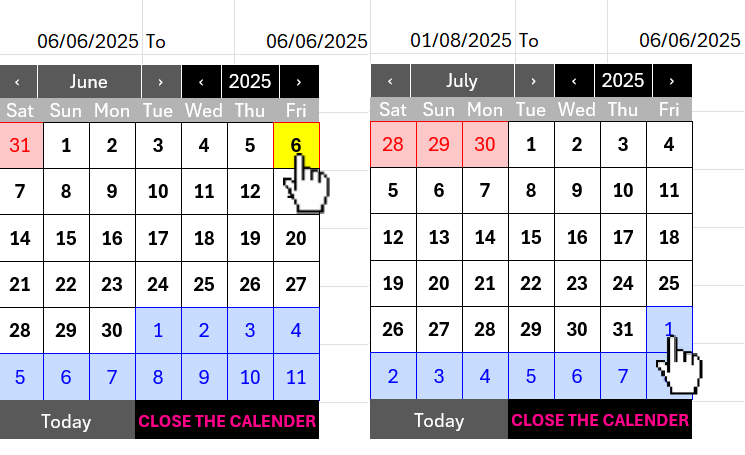 06/06/2025 To 06/06/2025
‹ June › ‹ 2025 ›
Sat Sun Mon Tue Wed Thu Fri
31 1 2 3 4 5 6
7 8 9 10 11 12
14 15 16 17 18 19 20
21 22 23 24 25 26 27
28 29 30 1 2 3 4
5 6 7 8 9 10 11
Today CLOSE THE CALENDER
01/08/2025 To 06/06/2025
‹ July › ‹ 2025 ›
Sat Sun Mon Tue Wed Thu Fri
28 29 30 1 2 3 4
5 6 7 8 9 10 11
12 13 14 15 16 17 18
19 20 21 22 23 24 25
26 27 28 29 30 31 1
2 3 4 5 6 7
Today CLOSE THE CALENDER